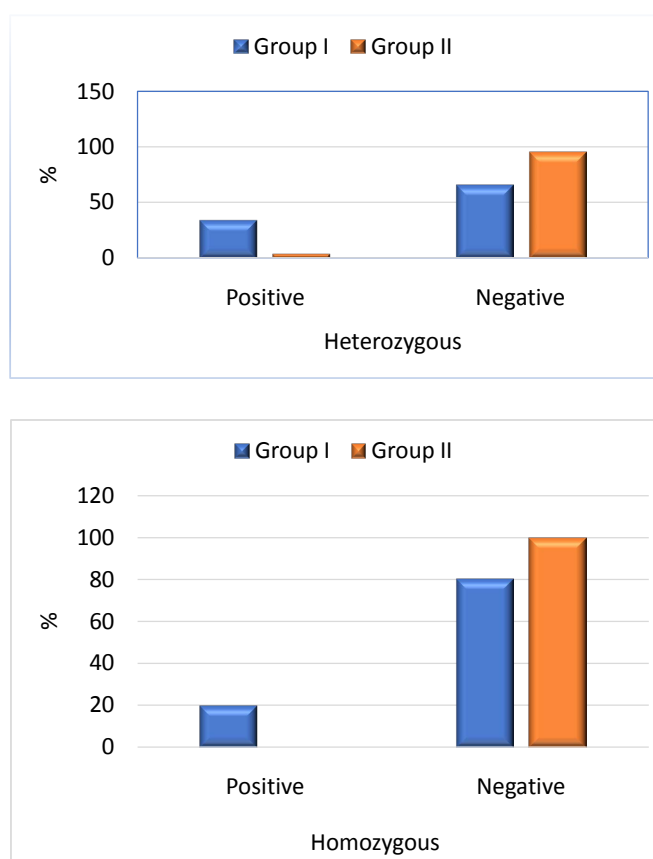 Group I Group II
150
100
50
0
%
Positive Negative
Heterozygous
Group I Group II
120
100
80
60
40
20
0
%
Positive Negative
Homozygous